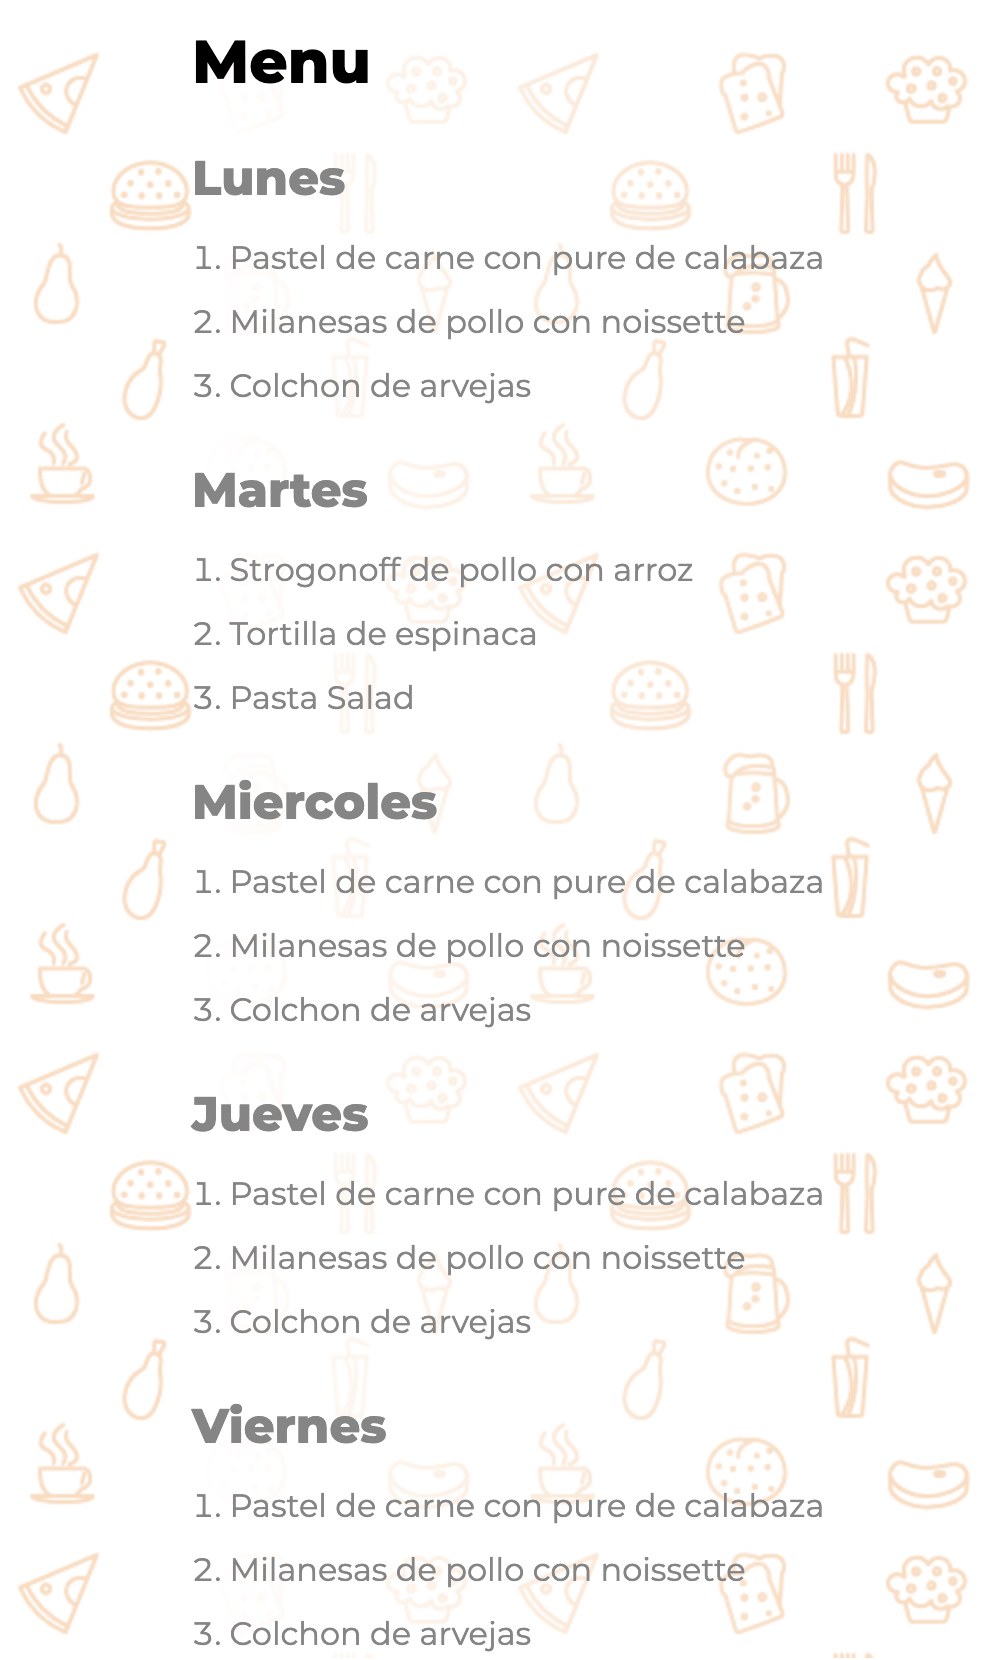 Menu
Lunes
1. Pastel de carne con pure de calabaza
2. Milanesas de pollo con noissette
3. Colchon de arvejas
Martes
1. Strogonoff de pollo con arroz
2. Tortilla de espinaca
3. Pasta Salad
Miercoles
1. Pastel de carne con pure de calabaza
2. Milanesas de pollo con noissette
3. Colchon de arvejas
Jueves
1. Pastel de carne con pure de calabaza
2. Milanesas de pollo con noissette
3. Colchon de arvejas
Viernes
1. Pastel de carne con pure de calabaza
2. Milanesas de pollo con noissette
3. Colchon de arvejas